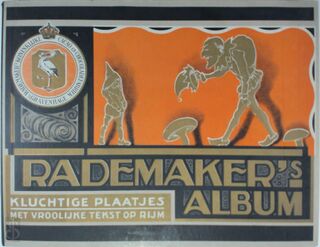 RADEMAKER'S
ALBUM
KLUCHTIGE PLAATJES
MET VROOLIJKE TEKST OP RIJM